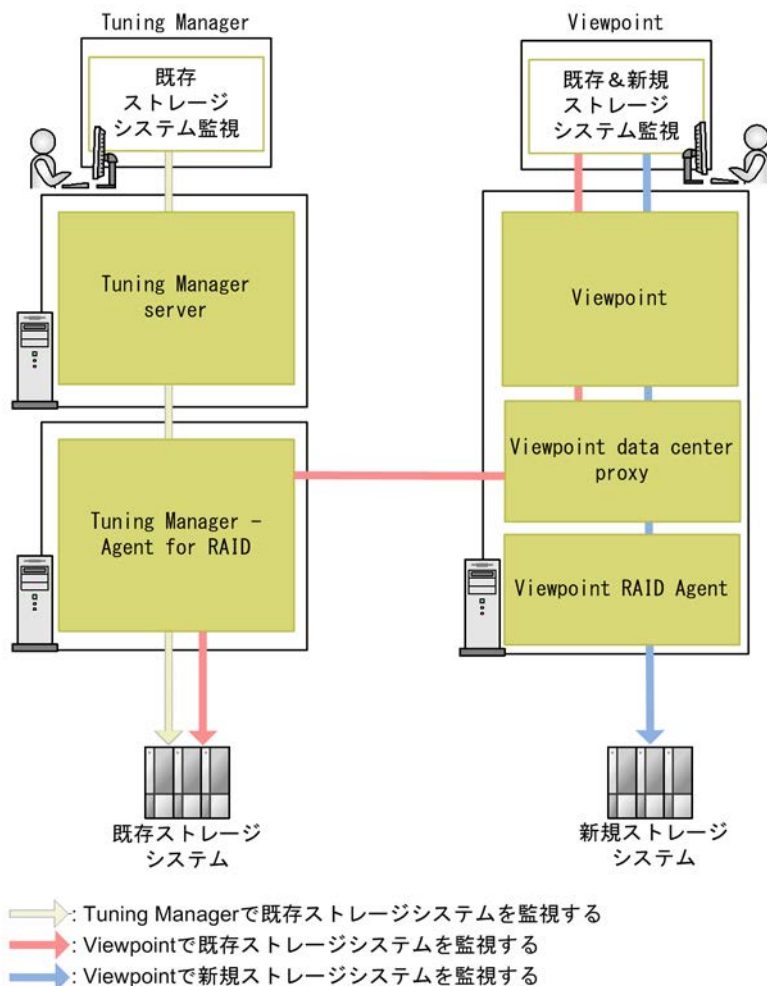 Tuning Manager
既存
ストレージ
システム監視
Viewpoint
既存＆新規
ストレージ
システム監視
Tuning Manager
server
Viewpoint
Viewpoint data center
proxy
Tuning Manager −
Agent for RAID
Viewpoint RAID Agent
既存ストレージ
システム
新規ストレージ
システム
: Tuning Managerで既存ストレージシステムを監視する
: Viewpointで既存ストレージシステムを監視する
: Viewpointで新規ストレージシステムを監視する